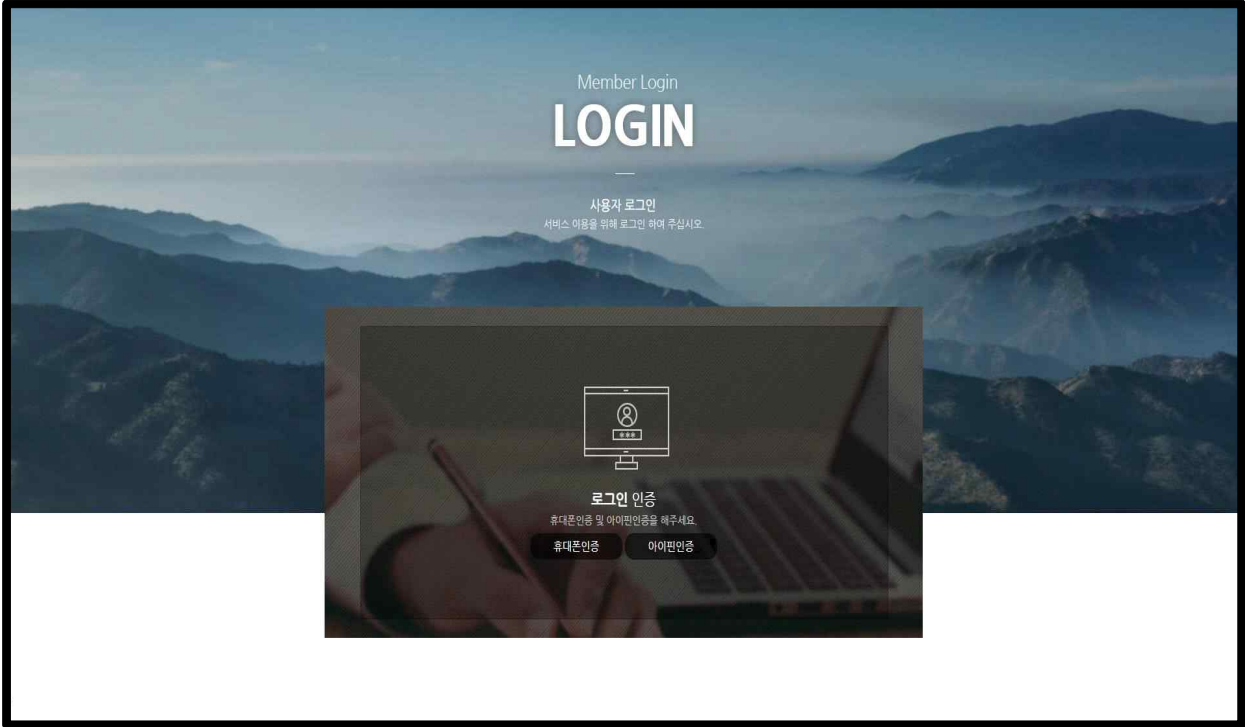 Member Login
LOGIN
사용자 로그인
서비스 이용을 위해 로그인 하여 주십시오.
***
로그인 인증
휴대폰인증 및 아이핀인증을 해주세요.
휴대폰인증 아이핀인증